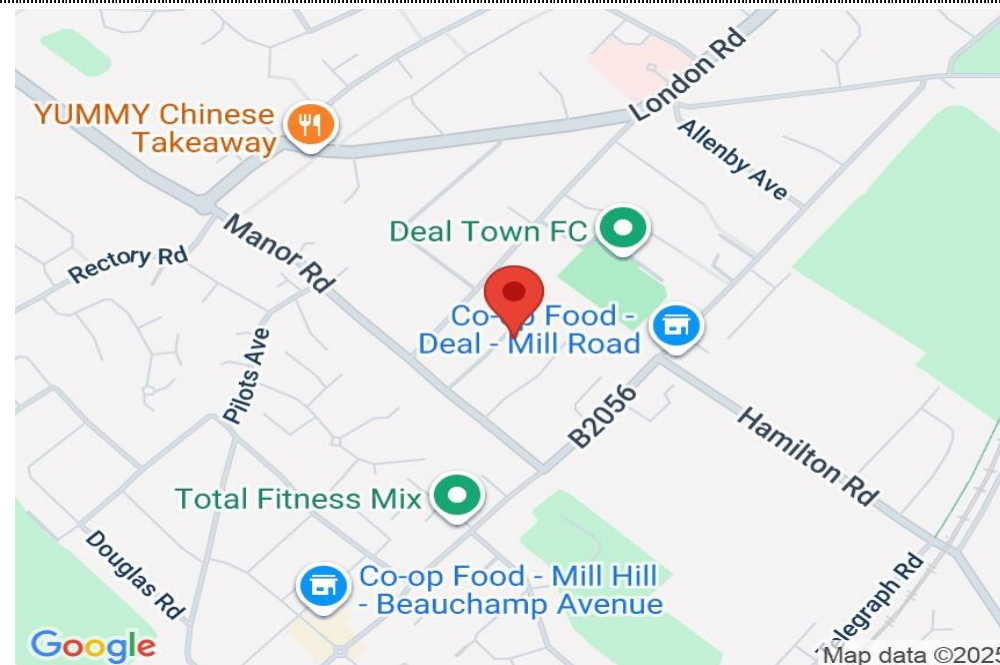 London Rd
YUMMY Chinese
Takeaway
Allenby Ave
Deal Town FC
Manor Rd
Rectory Rd
Co-op Food -
Deal - Mill Road
Pilots Ave
B2056
Hamilton Rd
Total Fitness Mix
Douglas Rd
Co-op Food - Mill Hill
- Beauchamp Avenue
Telegraph Rd
Google
Map data ©2025